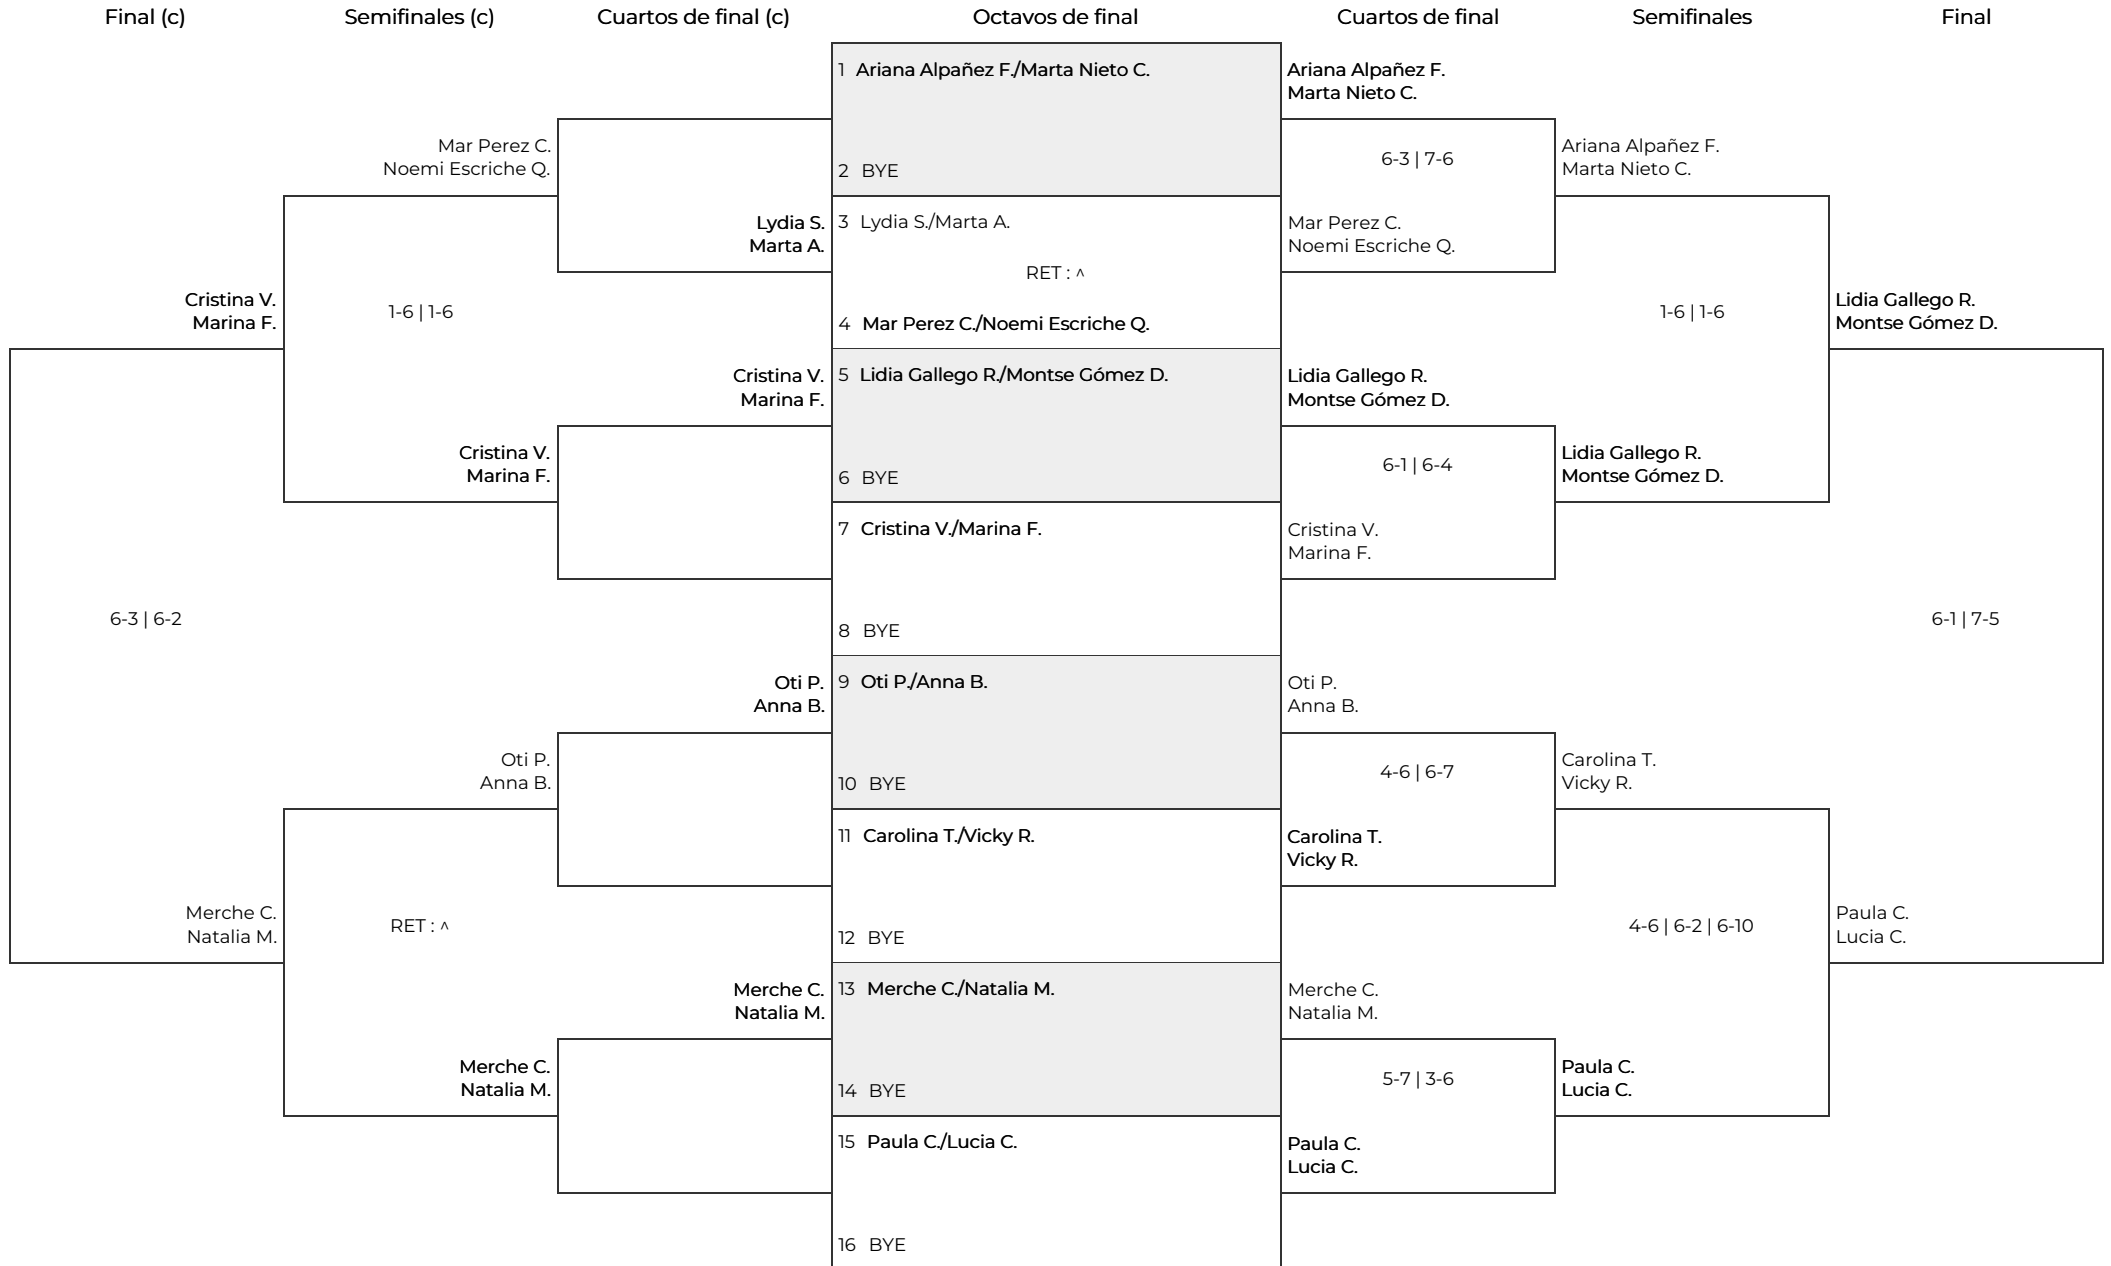 Final (c)
Semifinales (c)
Cuartos de final (c)
Octavos de final
Cuartos de final
Semifinales
Final
Cristina V.
Marina F.
6-3 | 6-2
Merche C.
Natalia M.
Mar Perez C.
Noemi Escriche Q.
1-6 | 1-6
Cristina V.
Marina F.
Oti P.
Anna B.
RET : ^
Merche C.
Natalia M.
Lydia S.
Marta A.
Cristina V.
Marina F.
Oti P.
Anna B.
Merche C.
Natalia M.
1 Ariana Alpañez F./Marta Nieto C.
2 BYE
3 Lydia S./Marta A.
RET : ^
4 Mar Perez C./Noemi Escriche Q.
5 Lidia Gallego R./Montse Gómez D.
6 BYE
7 Cristina V./Marina F.
8 BYE
9 Oti P./Anna B.
10 BYE
11 Carolina T./Vicky R.
12 BYE
13 Merche C./Natalia M.
14 BYE
15 Paula C./Lucia C.
16 BYE
Ariana Alpañez F.
Marta Nieto C.
6-3 | 7-6
Mar Perez C.
Noemi Escriche Q.
Lidia Gallego R.
Montse Gómez D.
6-1 | 6-4
Cristina V.
Marina F.
Oti P.
Anna B.
4-6 | 6-7
Carolina T.
Vicky R.
Merche C.
Natalia M.
5-7 | 3-6
Paula C.
Lucia C.
Ariana Alpañez F.
Marta Nieto C.
1-6 | 1-6
Lidia Gallego R.
Montse Gómez D.
Carolina T.
Vicky R.
4-6 | 6-2 | 6-10
Paula C.
Lucia C.
Lidia Gallego R.
Montse Gómez D.
6-1 | 7-5
Paula C.
Lucia C.